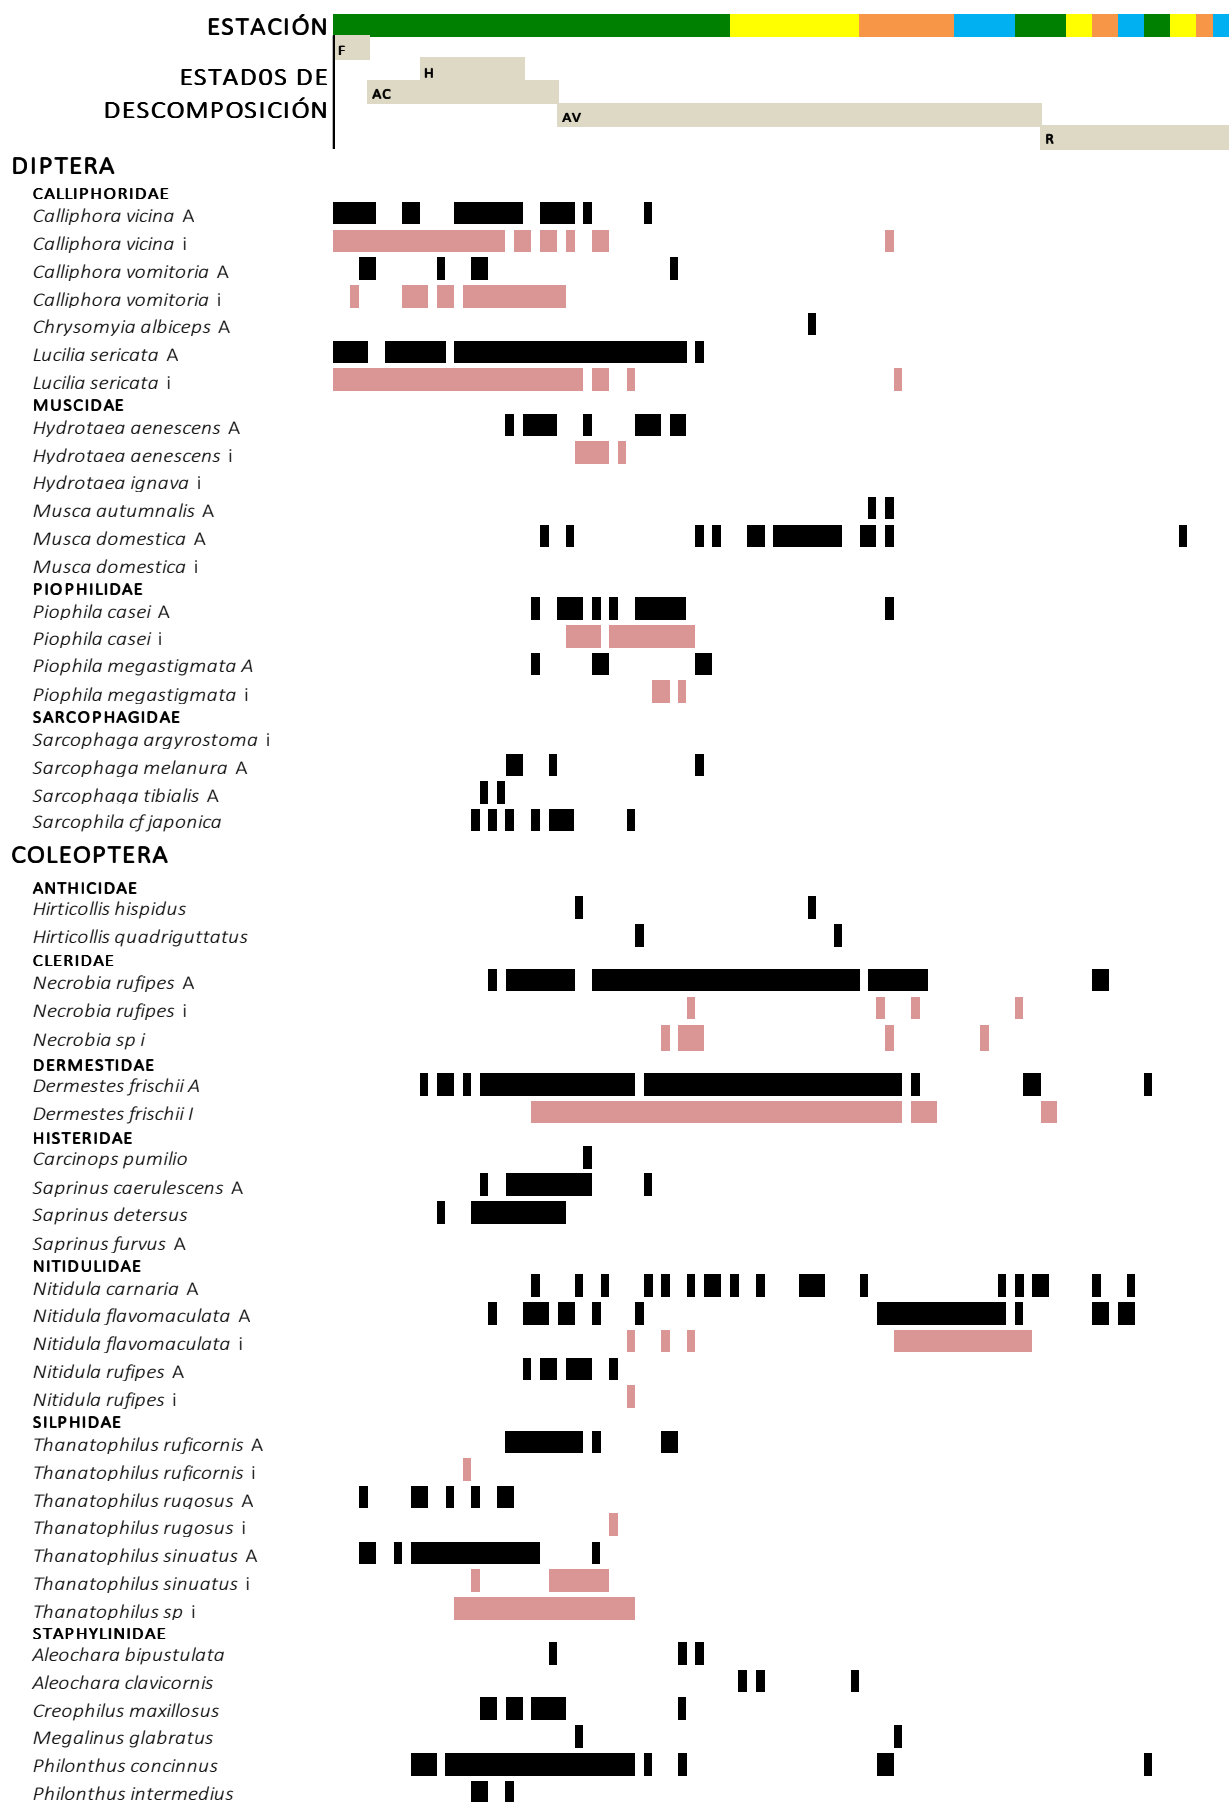 ESTACIÓN
F
H
ESTADOS DE
AC
DESCOMPOSICIÓN
AV
R
DIPTERA
CALLIPHORIDAE
Calliphora vicina A
Calliphora vicina i
Calliphora vomitoria A
Calliphora vomitoria i
Chrysomyia albiceps A
Lucilia sericata A
Lucilia sericata i
MUSCIDAE
Hydrotaea aenescens A
Hydrotaea aenescens i
Hydrotaea ignava i
Musca autumnalis A
Musca domestica A
Musca domestica i
PIOPHILIDAE
Piophila casei A
Piophila casei i
Piophila megastigmata A
Piophila megastigmata i
SARCOPHAGIDAE
Sarcophaga argyrostoma i
Sarcophaga melanura A
Sarcophaga tibialis A
Sarcophila cf japonica
COLEOPTERA
ANTHICIDAE
Hirticollis hispidus
Hirticollis quadriguttatus
CLERIDAE
Necrobia rufipes A
Necrobia rufipes i
Necrobia sp i
DERMESTIDAE
Dermestes frischii A
Dermestes frischii I
HISTERIDAE
Carcinops pumilio
Saprinus caerulescens A
Saprinus detersus
Saprinus furvus A
NITIDULIDAE
Nitidula carnaria A
Nitidula flavomaculata A
Nitidula flavomaculata i
Nitidula rufipes A
Nitidula rufipes i
SILPHIDAE
Thanatophilus ruficornis A
Thanatophilus ruficornis i
Thanatophilus rugosus A
Thanatophilus rugosus i
Thanatophilus sinuatus A
Thanatophilus sinuatus i
Thanatophilus sp i
STAPHYLINIDAE
Aleochara bipustulata
Aleochara clavicornis
Creophilus maxillosus
Megalinus glabratus
Philonthus concinnus
Philonthus intermedius